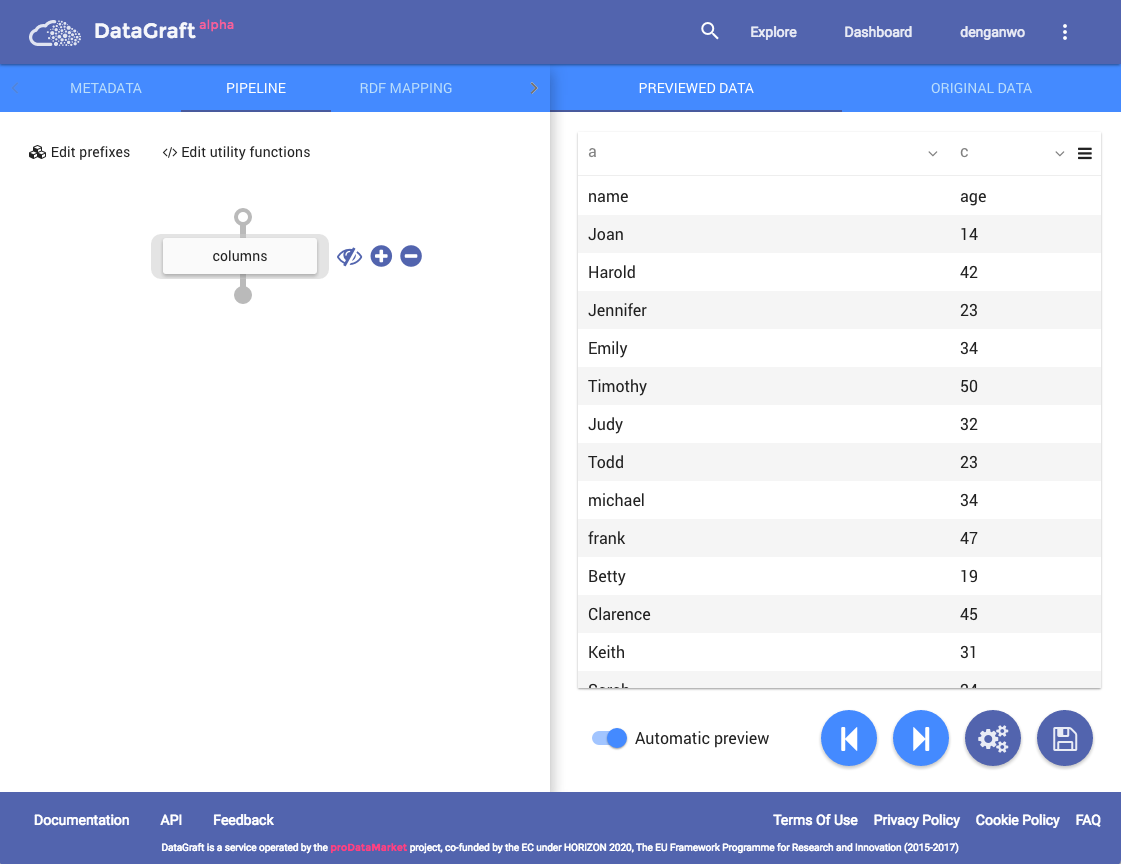 DataGraft alpha
Explore Dashboard denganwo
METADATA PIPELINE RDF MAPPING PREVIEWED DATA ORIGINAL DATA
Edit prefixes </> Edit utility functions
columns
a c
name age
Joan 14
Harold 42
Jennifer 23
Emily 34
Timothy 50
Judy 32
Todd 23
michael 34
frank 47
Betty 19
Clarence 45
Keith 31
Automatic preview
Documentation API Feedback Terms Of Use Privacy Policy Cookie Policy FAQ
DataGraft is a service operated by the proDataMarket project, co-funded by the EC under HORIZON 2020, The EU Framework Programme for Research and Innovation (2015-2017)